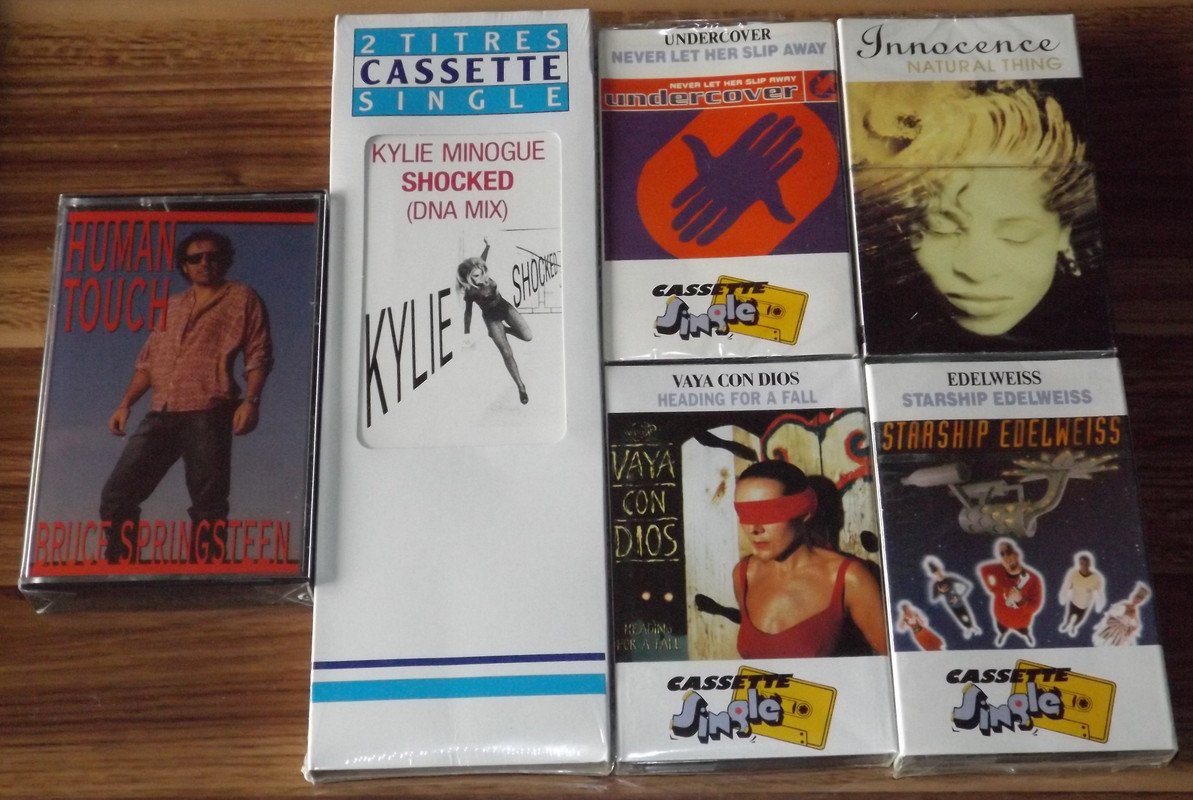 HUMAN
TOUCH
BRUCE SPRINGSTEEN
2 TITRES
CASSETTE
SINGLE
KYLIE MINOGUE
SHOCKED
(DNA MIX)
KYLIE
SHOCKED
UNDERCOVER
NEVER LET HER SLIP AWAY
NEVER LET HER SLIP AWAY
undercover
CASSETTE
Single
Innocence
NATURAL THING
VAYA CON DIOS
HEADING FOR A FALL
VAYA
CON
DIOS
HEADING
FOR A FALL
CASSETTE
Single
EDELWEISS
STARSHIP EDELWEISS
STARSHIP EDELWEISS
CASSETTE
Single